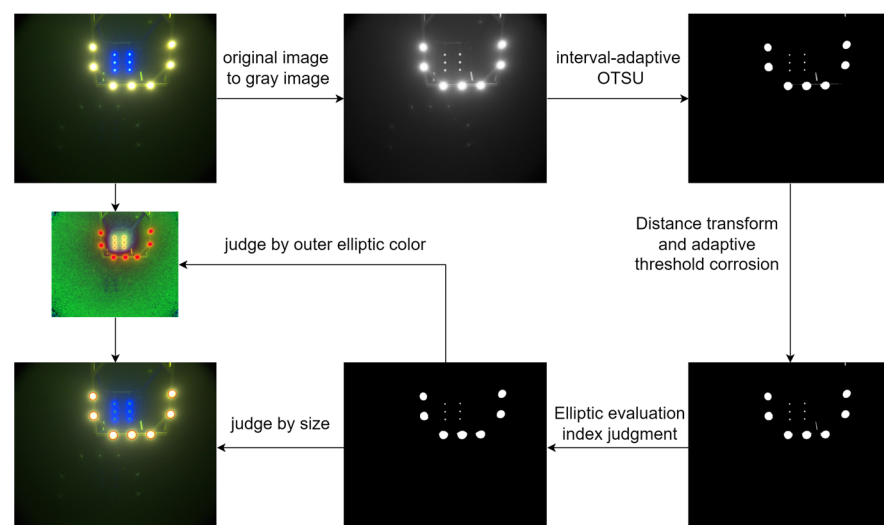 original image
to gray image
interval-adaptive
OTSU
Distance transform
and adaptive
threshold corrosion
judge by outer elliptic color
Elliptic evaluation
index judgment
judge by size